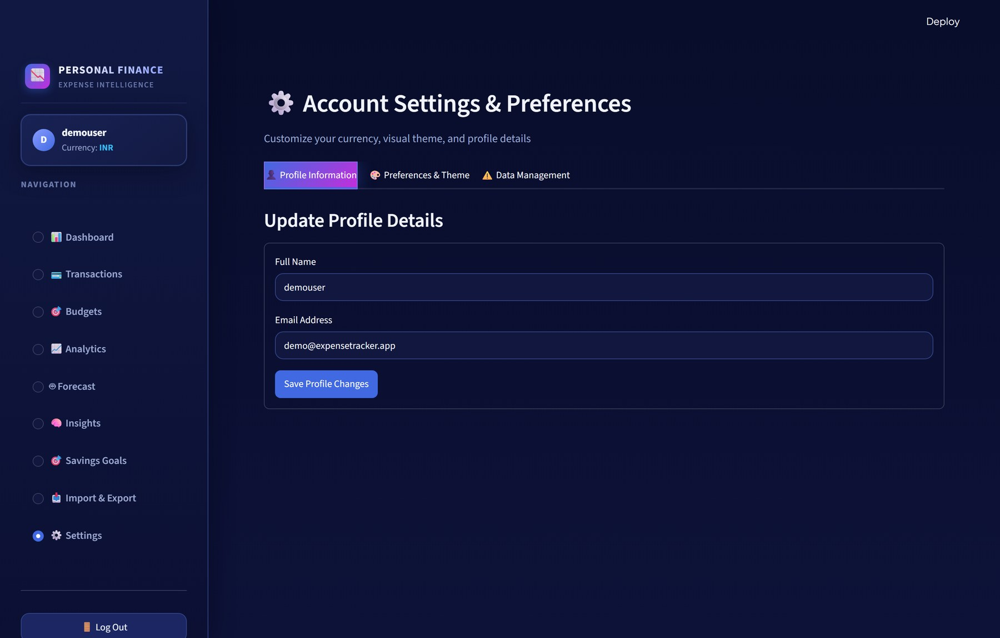 Deploy
PERSONAL FINANCE
EXPENSE INTELLIGENCE
D
demouser
Currency: INR
NAVIGATION
Dashboard
Transactions
Budgets
Analytics
Forecast
Insights
Savings Goals
Import & Export
Settings
Log Out
Account Settings & Preferences
Customize your currency, visual theme, and profile details
Profile Information
Preferences & Theme
Data Management
Update Profile Details
Full Name
demouser
Email Address
demo@expensetracker.app
Save Profile Changes